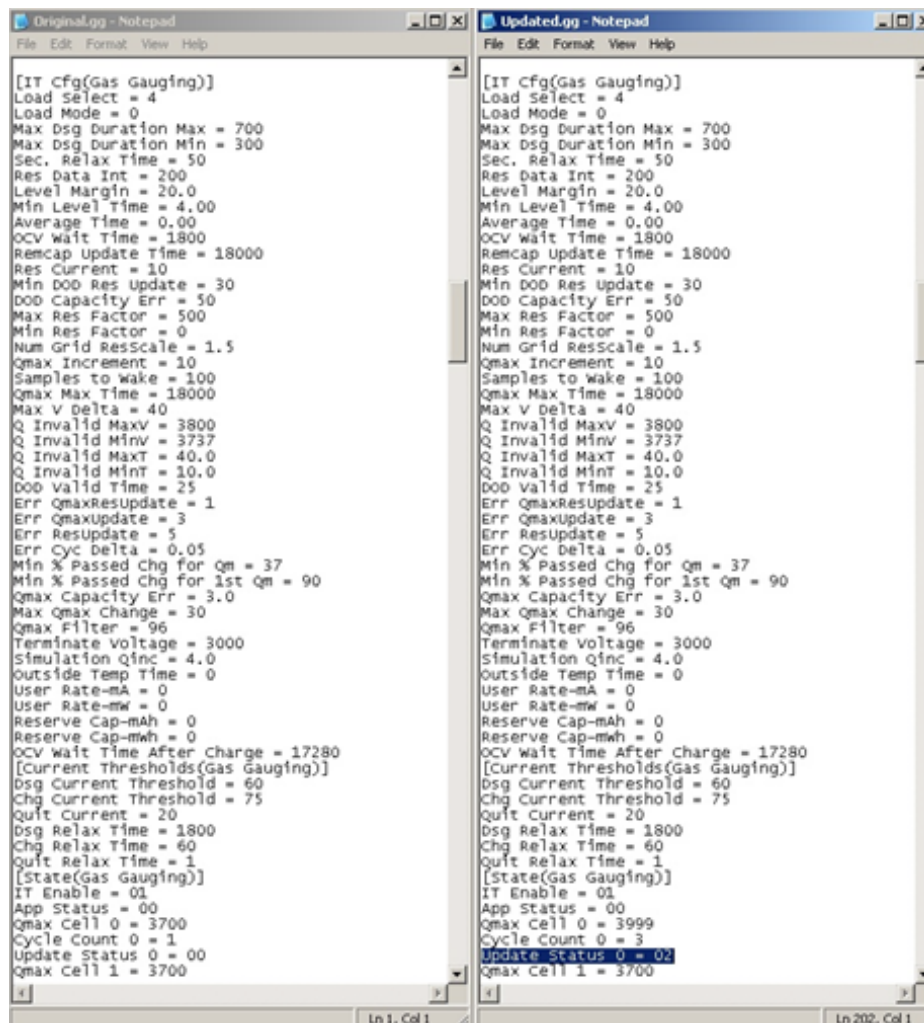 Original.gg - Notepad
File Edit Format View Help
[IT Cfg(Gas Gauging)]
Load Select = 4
Load Mode = 0
Max Dsg Duration Max = 700
Max Dsg Duration Min = 300
Sec. Relax Time = 50
Res Data Int = 200
Level Margin = 20.0
Min Level Time = 4.00
Average Time = 0.00
OCV Wait Time = 1800
Remcap Update Time = 18000
Res Current = 10
Min DOD Res Update = 30
DOD Capacity Err = 50
Max Res Factor = 500
Min Res Factor = 0
Num Grid ResScale = 1.5
Qmax Increment = 10
Samples to Wake = 100
Qmax Max Time = 18000
Max V Delta = 40
Q Invalid MaxV = 3800
Q Invalid MinV = 3737
Q Invalid MaxT = 40.0
Q Invalid MinT = 10.0
DOD Valid Time = 25
Err QmaxResUpdate = 1
Err QmaxUpdate = 3
Err ResUpdate = 5
Err Cyc Delta = 0.05
Min % Passed Chg for Qm = 37
Min % Passed Chg for 1st Qm = 90
Qmax Capacity Err = 3.0
Max Qmax Change = 30
Qmax Filter = 96
Terminate Voltage = 3000
Simulation Qinc = 4.0
Outside Temp Time = 0
User Rate-mA = 0
User Rate-mW = 0
Reserve Cap-mAh = 0
Reserve Cap-mWh = 0
OCV Wait Time After Charge = 17280
[Current Thresholds(Gas Gauging)]
Dsg Current Threshold = 60
Chg Current Threshold = 75
Quit Current = 20
Dsg Relax Time = 1800
Chg Relax Time = 60
Quit Relax Time = 1
[State(Gas Gauging)]
IT Enable = 01
App Status = 00
Qmax Cell 0 = 3700
Cycle Count 0 = 1
Update Status 0 = 00
Qmax Cell 1 = 3700
Ln 1, Col 1
Updated.gg - Notepad
File Edit Format View Help
[IT Cfg(Gas Gauging)]
Load Select = 4
Load Mode = 0
Max Dsg Duration Max = 700
Max Dsg Duration Min = 300
Sec. Relax Time = 50
Res Data Int = 200
Level Margin = 20.0
Min Level Time = 4.00
Average Time = 0.00
OCV Wait Time = 1800
Remcap Update Time = 18000
Res Current = 10
Min DOD Res Update = 30
DOD Capacity Err = 50
Max Res Factor = 500
Min Res Factor = 0
Num Grid ResScale = 1.5
Qmax Increment = 10
Samples to Wake = 100
Qmax Max Time = 18000
Max V Delta = 40
Q Invalid MaxV = 3800
Q Invalid MinV = 3737
Q Invalid MaxT = 40.0
Q Invalid MinT = 10.0
DOD Valid Time = 25
Err QmaxResUpdate = 1
Err QmaxUpdate = 3
Err ResUpdate = 5
Err Cyc Delta = 0.05
Min % Passed Chg for Qm = 37
Min % Passed Chg for 1st Qm = 90
Qmax Capacity Err = 3.0
Max Qmax Change = 30
Qmax Filter = 96
Terminate Voltage = 3000
Simulation Qinc = 4.0
Outside Temp Time = 0
User Rate-mA = 0
User Rate-mW = 0
Reserve Cap-mAh = 0
Reserve Cap-mWh = 0
OCV Wait Time After Charge = 17280
[Current Thresholds(Gas Gauging)]
Dsg Current Threshold = 60
Chg Current Threshold = 75
Quit Current = 20
Dsg Relax Time = 1800
Chg Relax Time = 60
Quit Relax Time = 1
[State(Gas Gauging)]
IT Enable = 01
App Status = 00
Qmax Cell 0 = 3999
Cycle Count 0 = 3
Update Status 0 = 02
Qmax Cell 1 = 3700
Ln 202, Col 1